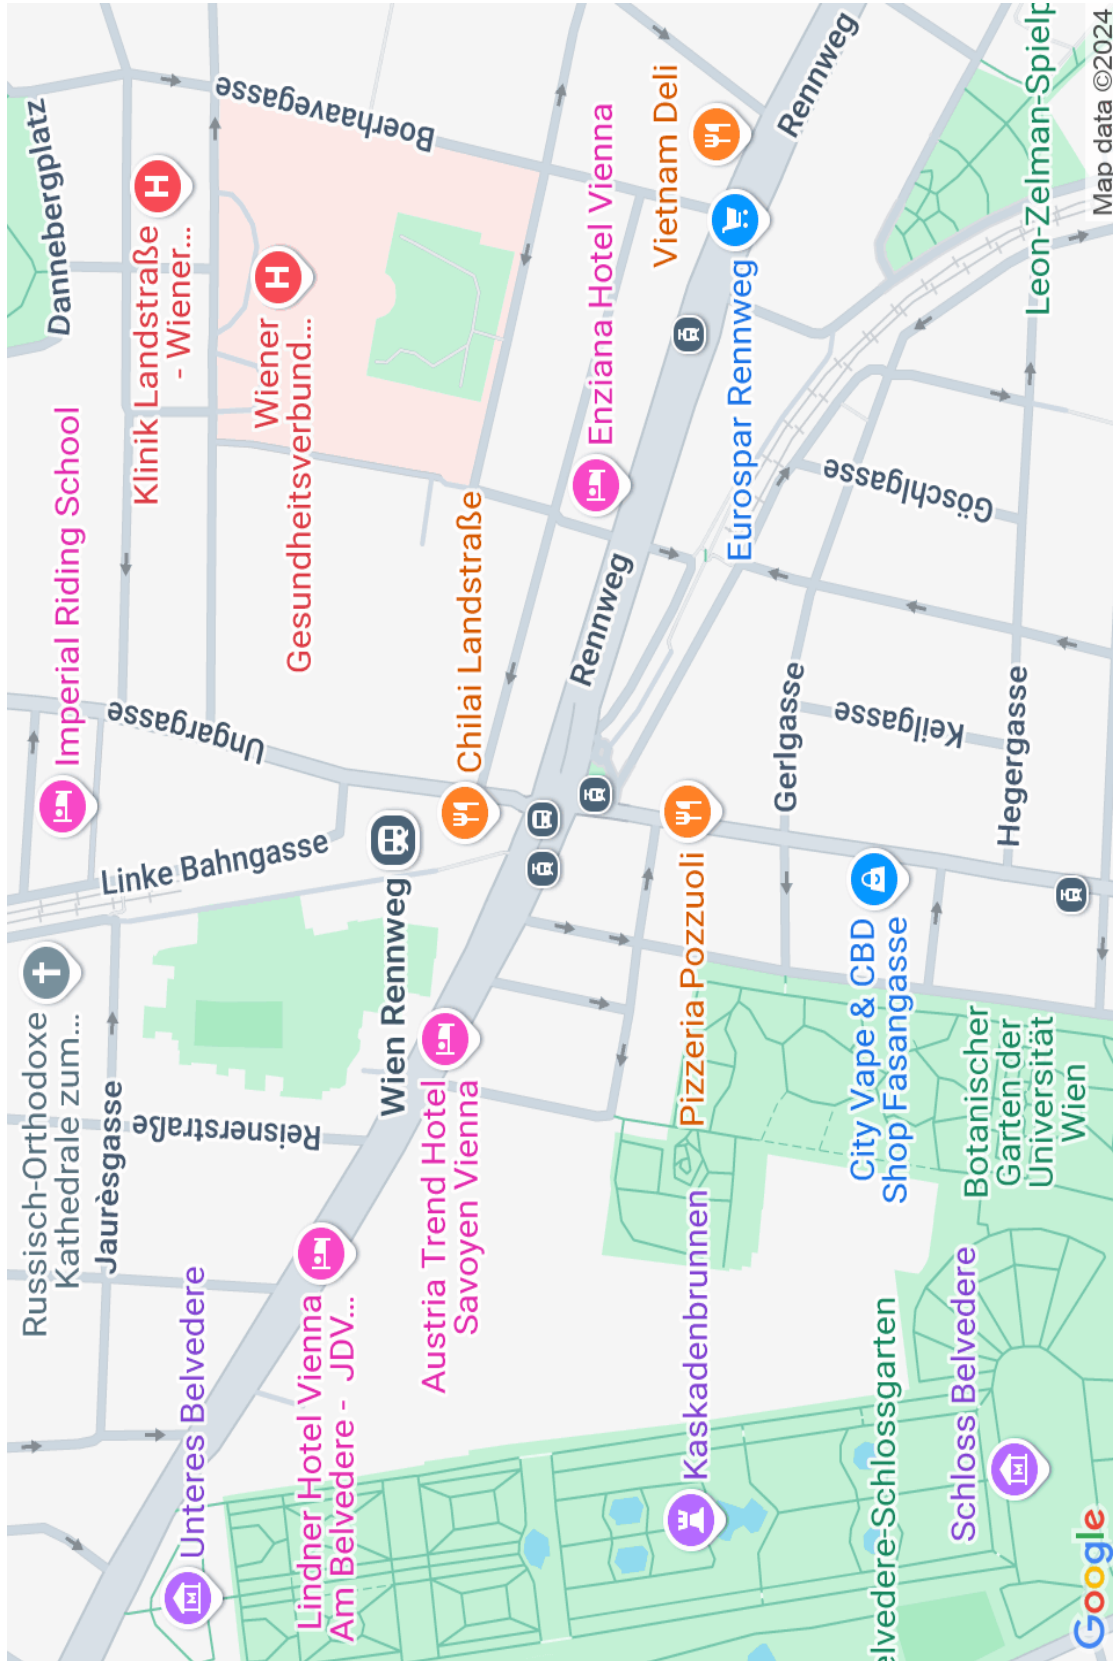 Russisch-Orthodoxe
Kathedrale zum...
Imperial Riding School
Dannebergplatz
Jaurèsgasse
Linke Bahngasse
Klinik Landstraße
- Wiener...
Unteres Belvedere
Reisnerstraße
Ungargasse
Boerhaavegasse
Wiener
Gesundheitsverbund...
Lindner Hotel Vienna
Am Belvedere - JDV...
Wien Rennweg
Austria Trend Hotel
Savoyen Vienna
Chilai Landstraße
Rennweg
Enziana Hotel Vienna
Vietnam Deli
Rennweg
Kaskadenbrunnen
Pizzeria Pozzuoli
Eurospar Rennweg
Gerlgasse
Keilgasse
Göschlgasse
City Vape & CBD
Shop Fasangasse
elvedere-Schlossgarten
Schloss Belvedere
Botanischer
Garten der
Universität
Wien
Hegergasse
Leon-Zelman-Spielp
Google
Map data ©2024